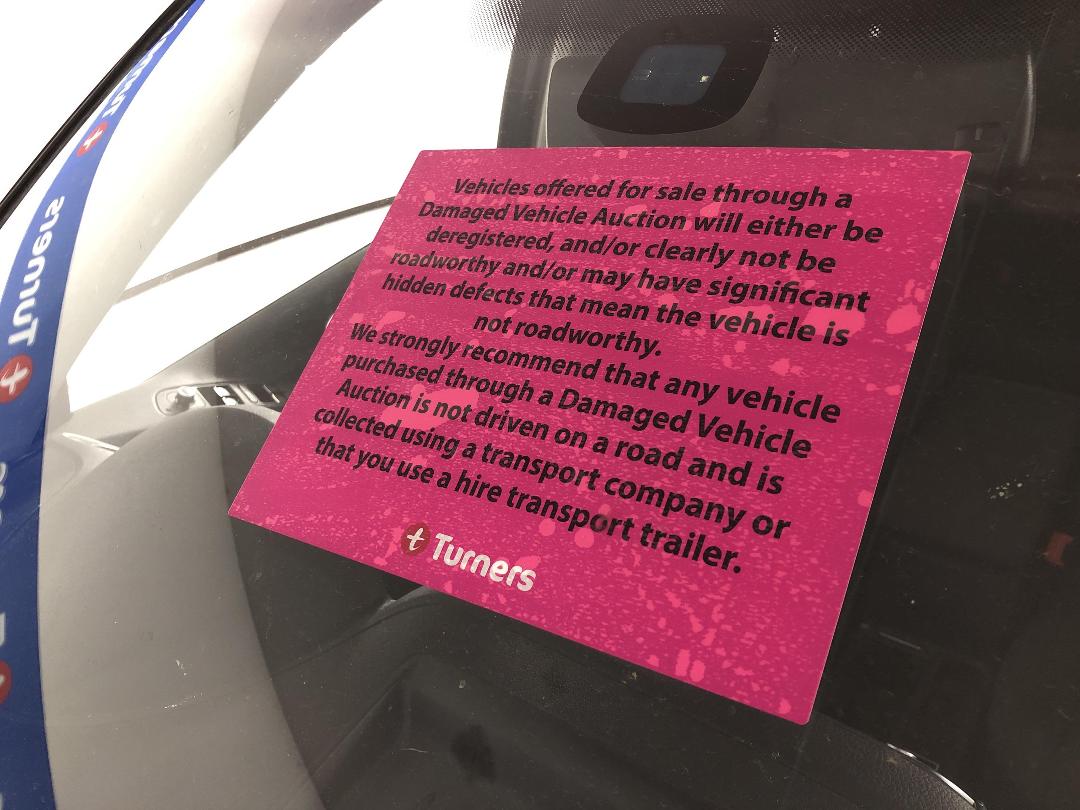 Vehicles offered for sale through a
Damaged Vehicle Auction will either be
deregistered, and/or clearly not be
roadworthy and/or may have significant
hidden defects that mean the vehicle is
not roadworthy.
We strongly recommend that any vehicle
purchased through a Damaged Vehicle
Auction is not driven on a road and is
collected using a transport company or
that you use a hire transport trailer.
t Turners
Turners